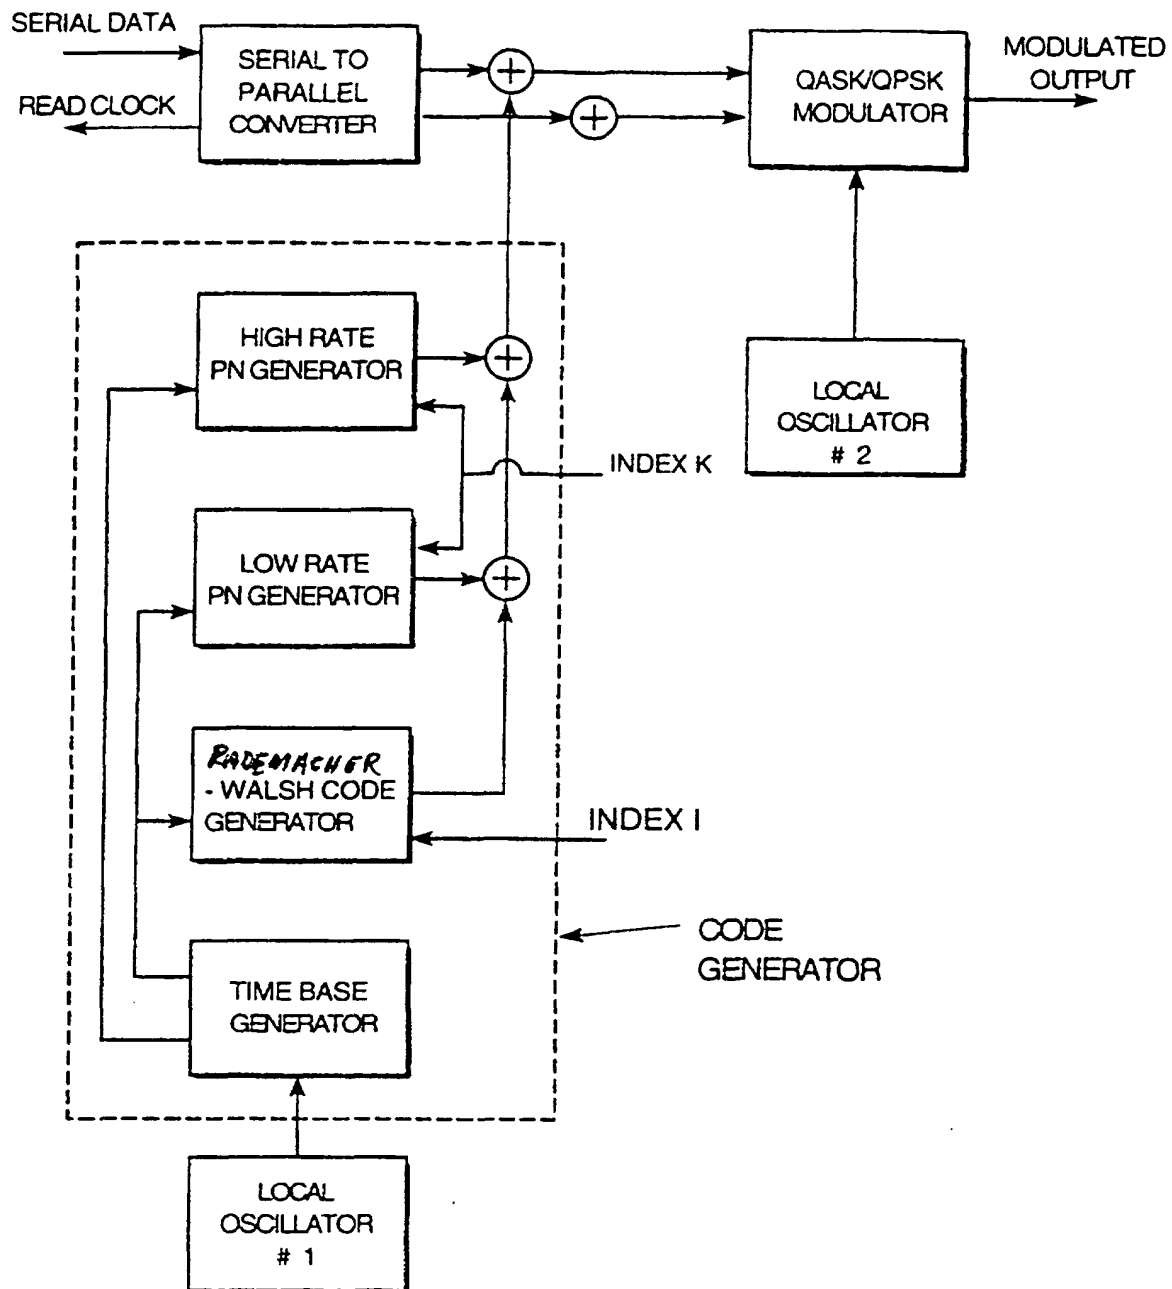 SERIAL DATA
READ CLOCK
SERIAL TO
PARALLEL
CONVERTER
+
+
QASK/QPSK
MODULATOR
MODULATED
OUTPUT
HIGH RATE
PN GENERATOR
+
LOCAL
OSCILLATOR
# 2
INDEX K
LOW RATE
PN GENERATOR
+
RADEMACHER
- WALSH CODE
GENERATOR
INDEX I
CODE
GENERATOR
TIME BASE
GENERATOR
LOCAL
OSCILLATOR
# 1